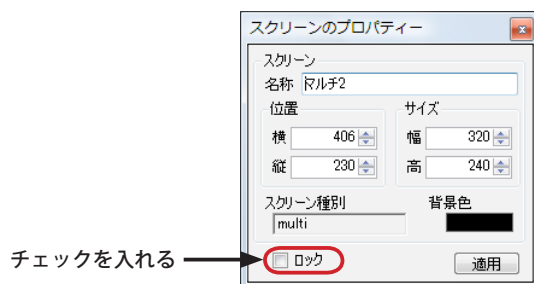 スクリーンのプロパティー
スクリーン
名称 マルチ2
位置 サイズ
横 406 幅 320
縦 230 高 240
スクリーン種別 背景色
multi
チェックを入れる ロック 適用